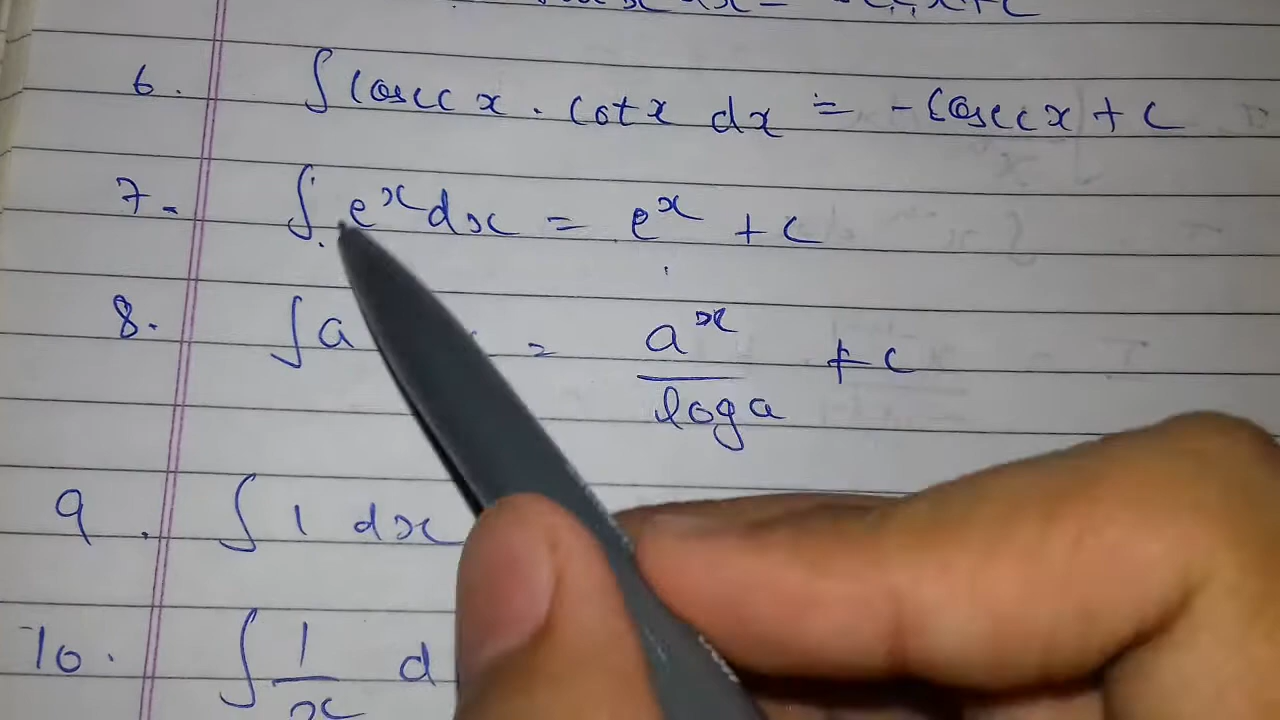 6. ∫ Cosec x . Cot x dx = - Cosec x + C
7. ∫ e^x dx = e^x + C
8. ∫ a = a^x / log a + C
9. ∫ 1 dx
10. ∫ 1/x d